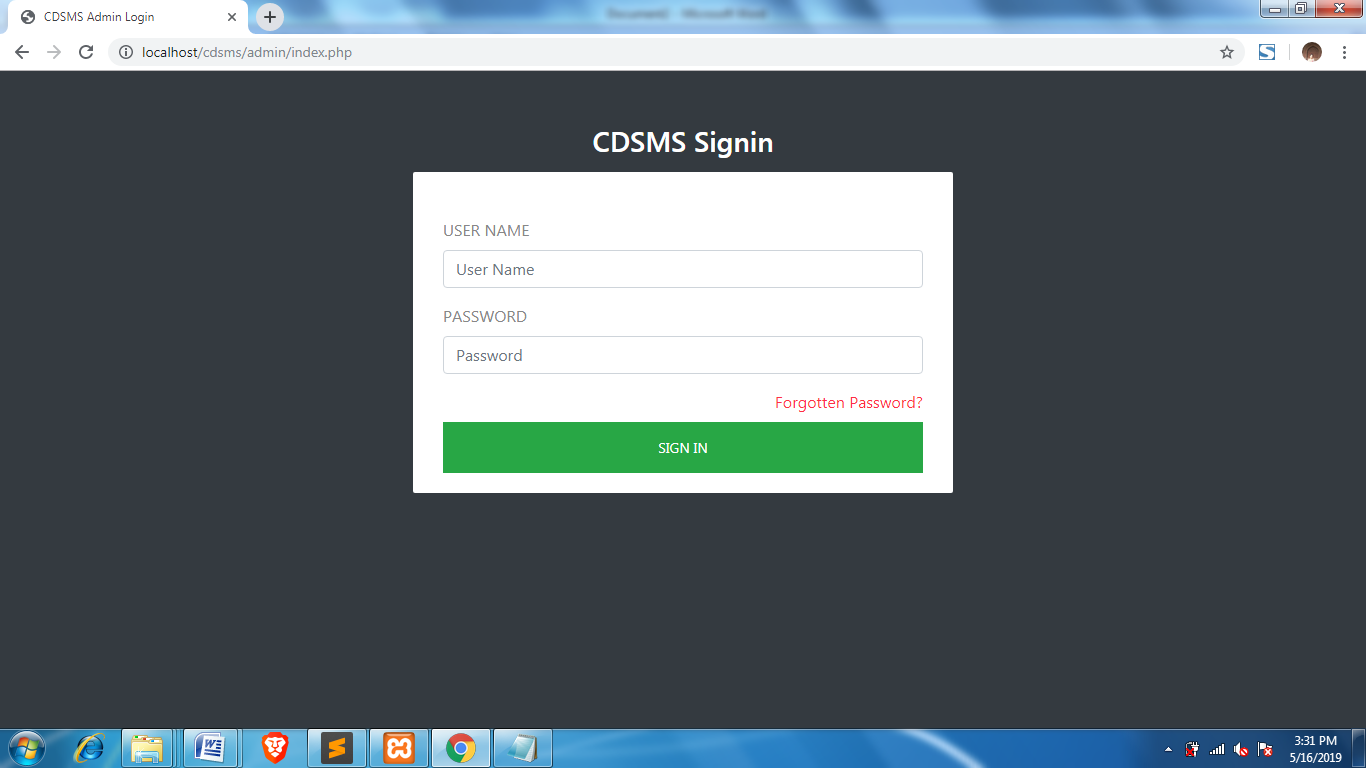 CDSMS Admin Login
localhost/cdsms/admin/index.php
CDSMS Signin
USER NAME
User Name
PASSWORD
Password
Forgotten Password?
SIGN IN
3:31 PM
5/16/2019